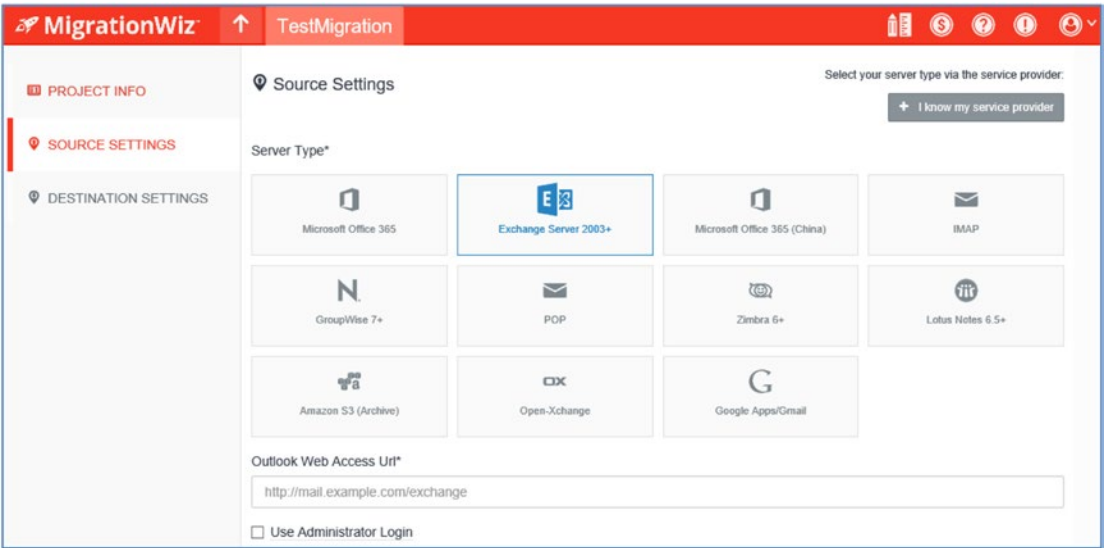 MigrationWiz
TestMigration
PROJECT INFO
SOURCE SETTINGS
DESTINATION SETTINGS
Source Settings
Select your server type via the service provider:
+ I know my service provider
Server Type*
Microsoft Office 365
Exchange Server 2003+
Microsoft Office 365 (China)
IMAP
GroupWise 7+
POP
Zimbra 6+
Lotus Notes 6.5+
Amazon S3 (Archive)
Open-Xchange
Google Apps/Gmail
Outlook Web Access Url*
http://mail.example.com/exchange
Use Administrator Login